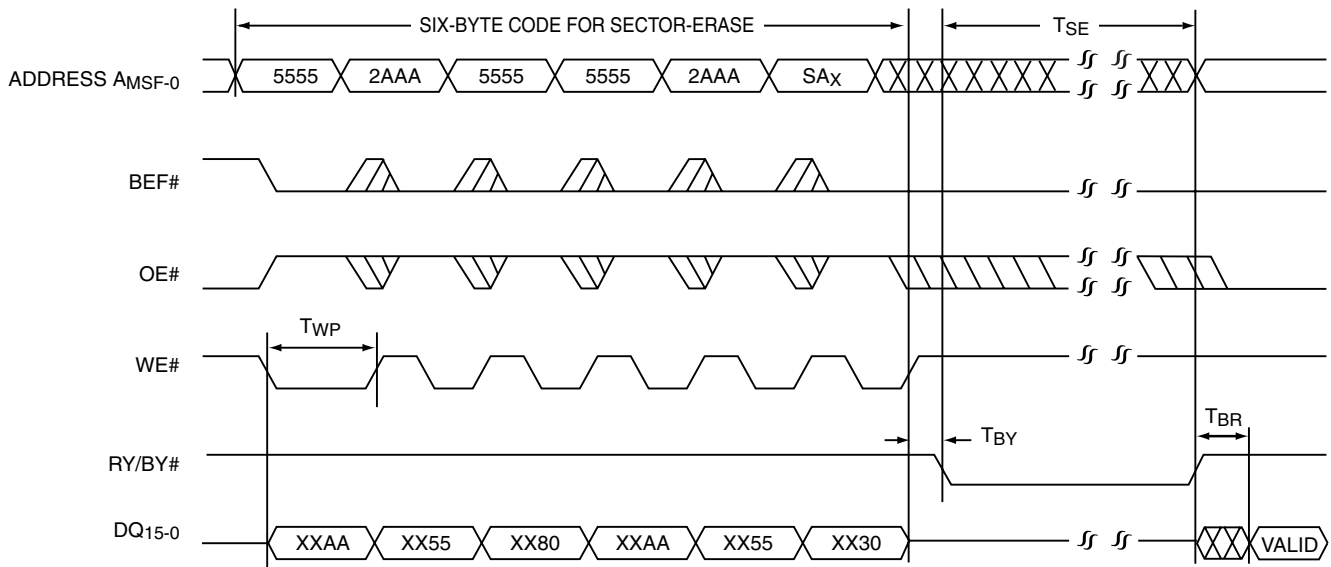 SIX-BYTE CODE FOR SECTOR-ERASE TSE
ADDRESS AMSF-0 5555 2AAA 5555 5555 2AAA SAX
BEF#
OE#
TWP
WE#
TBR
TBY
RY/BY#
DQ15-0 XXAA XX55 XX80 XXAA XX55 XX30 VALID